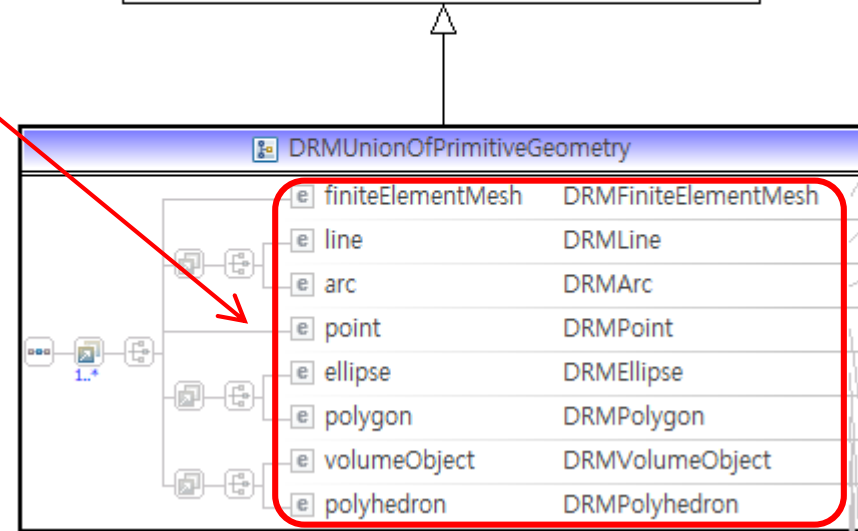 DRMUnionOfPrimitiveGeometry
e finiteElementMesh DRMFiniteElementMesh
e line DRMLine
e arc DRMArc
e point DRMPoint
1..*
e ellipse DRMEllipse
e polygon DRMPolygon
e volumeObject DRMVolumeObject
e polyhedron DRMPolyhedron